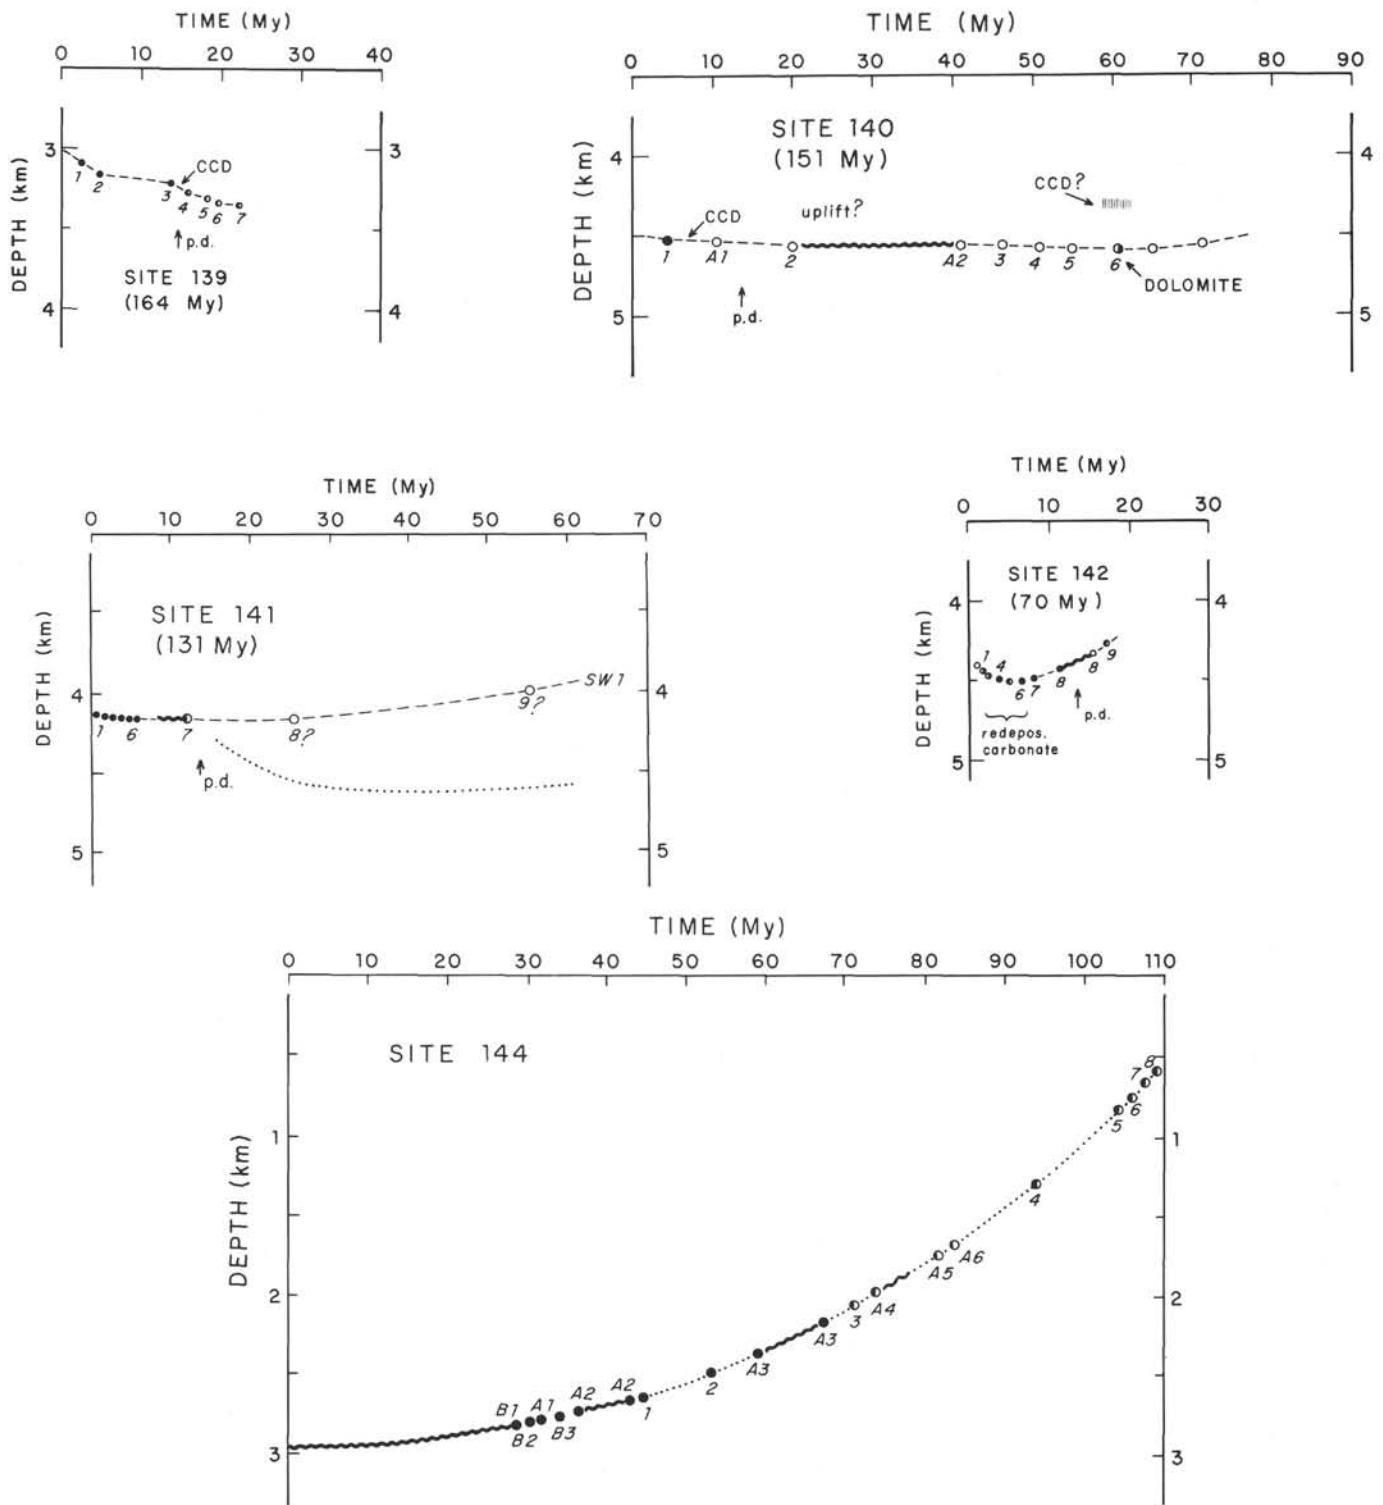 TIME (My)
0 10 20 30 40
DEPTH (km)
3 3
CCD
1 2 3 4 5 6 7
p.d.
SITE 139
(164 My)
4 4
TIME (My)
0 10 20 30 40 50 60 70 80 90
DEPTH (km)
SITE 140
(151 My)
4 4
CCD?
uplift?
CCD
1 A1 2 A2 3 4 5 6
DOLOMITE
p.d.
5 5
TIME (My)
0 10 20 30 40 50 60 70
DEPTH (km)
SITE 141
(131 My)
4 4
SW1
1 6 7 8? 9?
p.d.
5 5
TIME (My)
0 10 20 30
DEPTH (km)
SITE 142
(70 My)
4 4
1 4 6 7 8 8 9
p.d.
redepos.
carbonate
5 5
TIME (My)
0 10 20 30 40 50 60 70 80 90 100 110
SITE 144
DEPTH (km)
8
7
6
5
1 1
4
A6
A5
2 2
A4
3
A3
A3
2
B1 A1 A2 A2
1
B2 B3
3 3